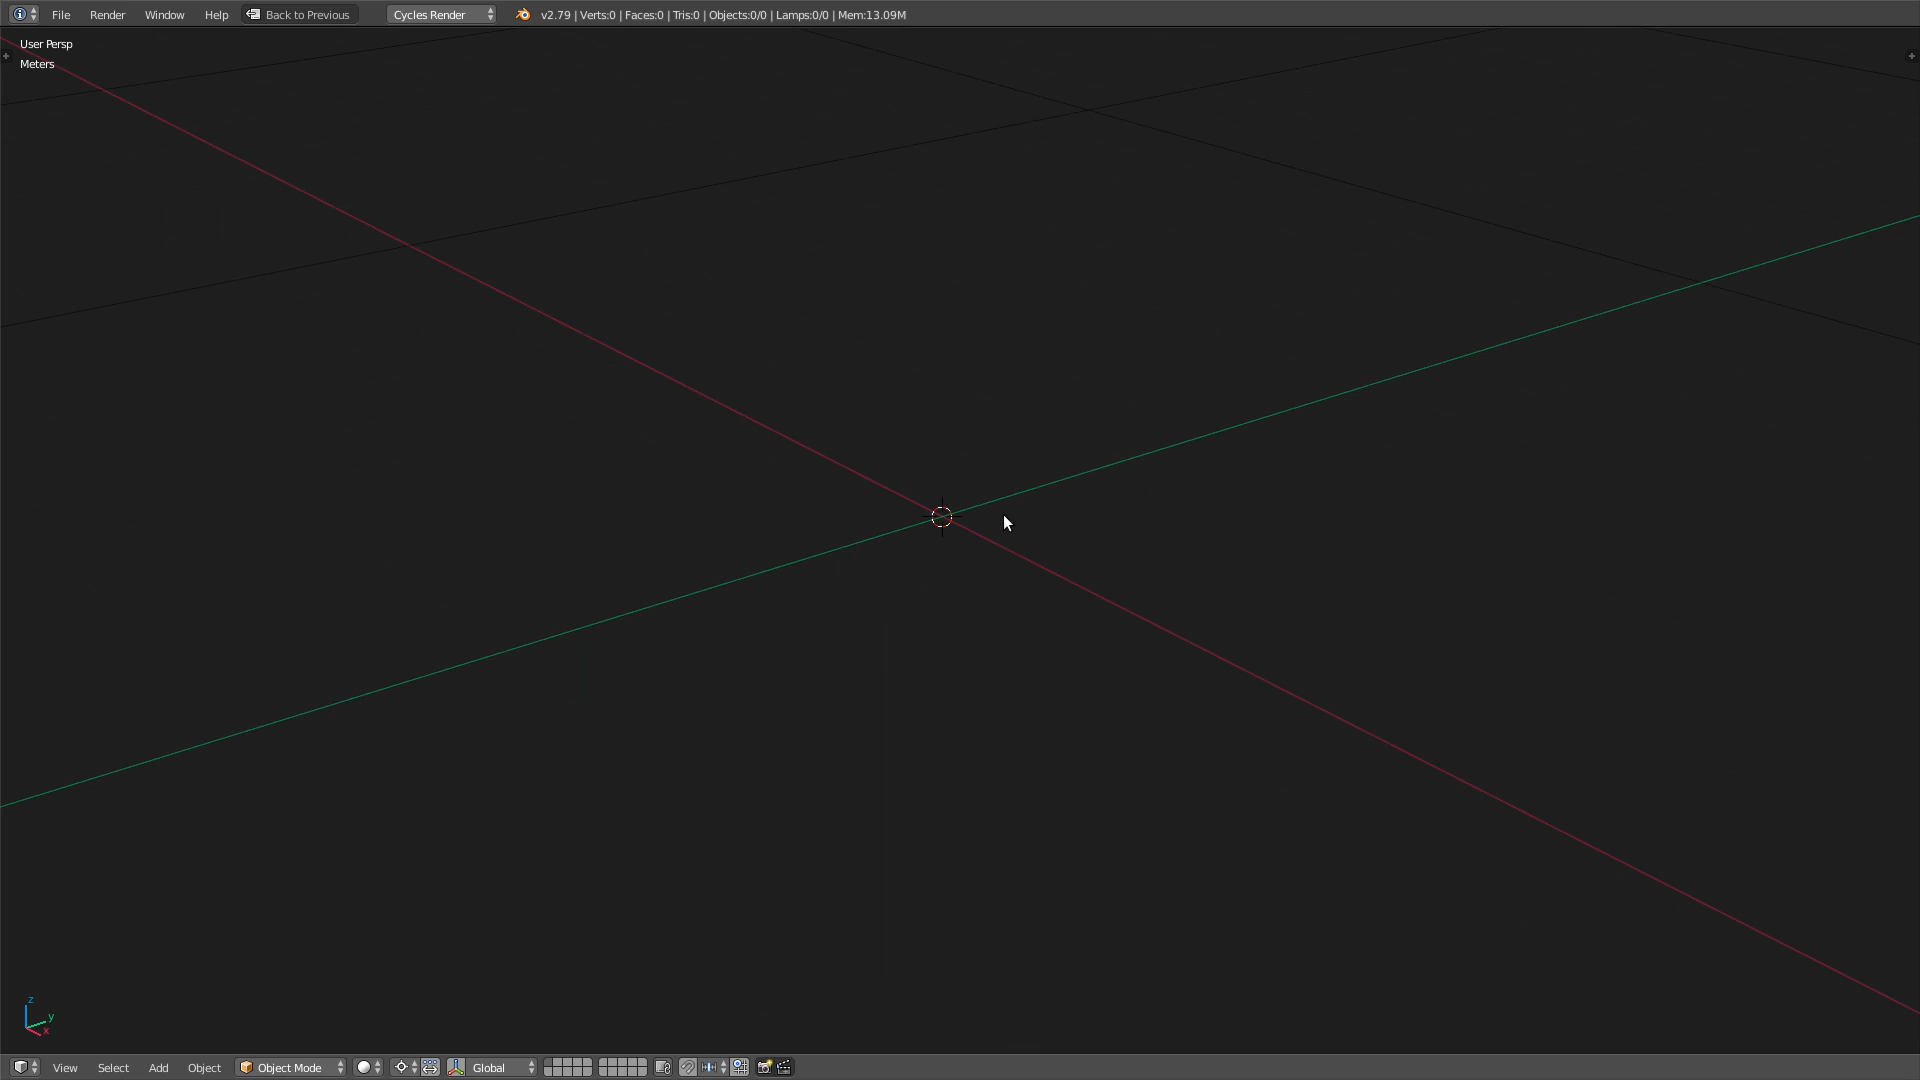 File Render Window Help Back to Previous Cycles Render v2.79 | Verts:0 | Faces:0 | Tris:0 | Objects:0/0 | Lamps:0/0 | Mem:13.09M
User Persp
Meters
z
y
x
View Select Add Object Object Mode Global